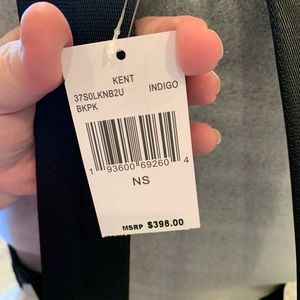 KENT
37S0LKNB2U INDIGO
BKPK
1 93600 69260 4
NS
MSRP $398.00